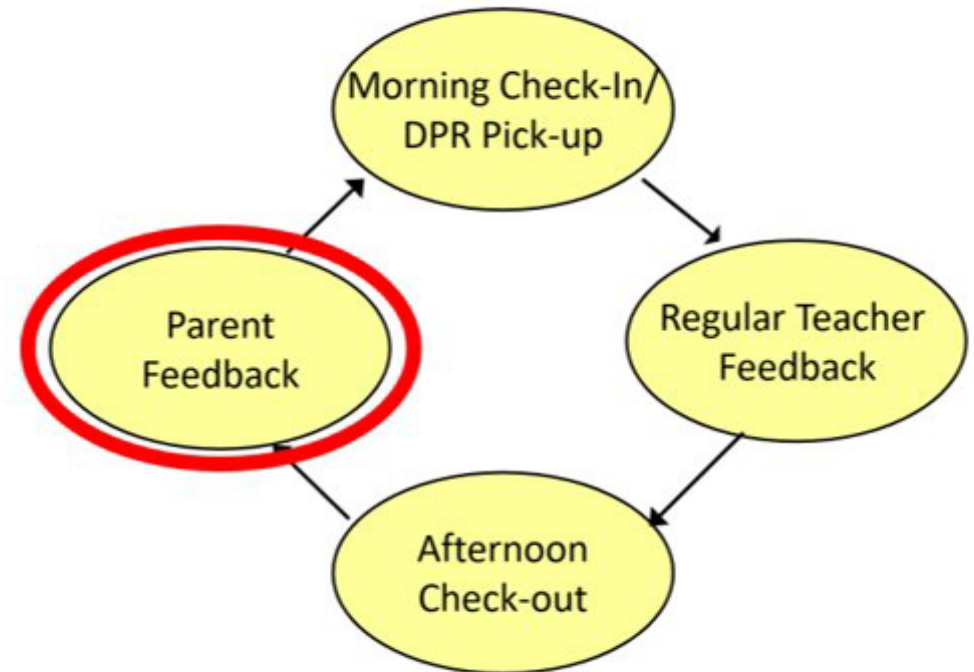 Morning Check-In/
DPR Pick-up
Regular Teacher
Feedback
Afternoon
Check-out
Parent
Feedback